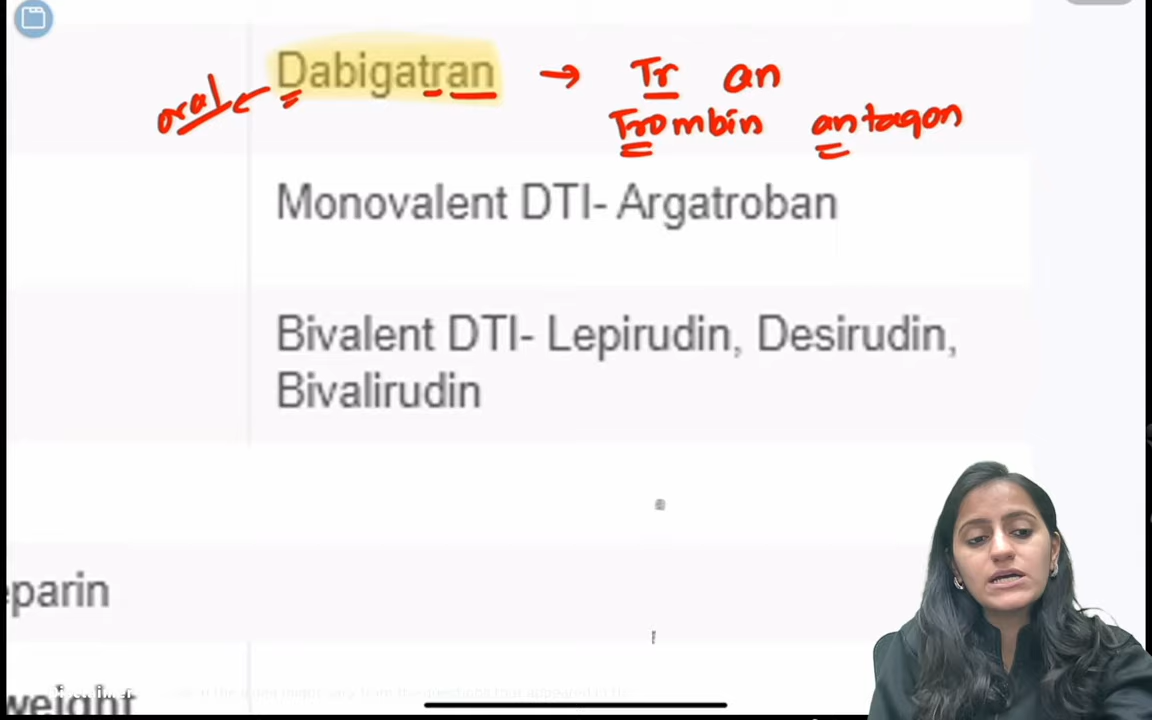 Dabigatran → Tr an
oral
Trombin antagon
Monovalent DTI- Argatroban
Bivalent DTI- Lepirudin, Desirudin,
Bivalirudin
eparin
weight